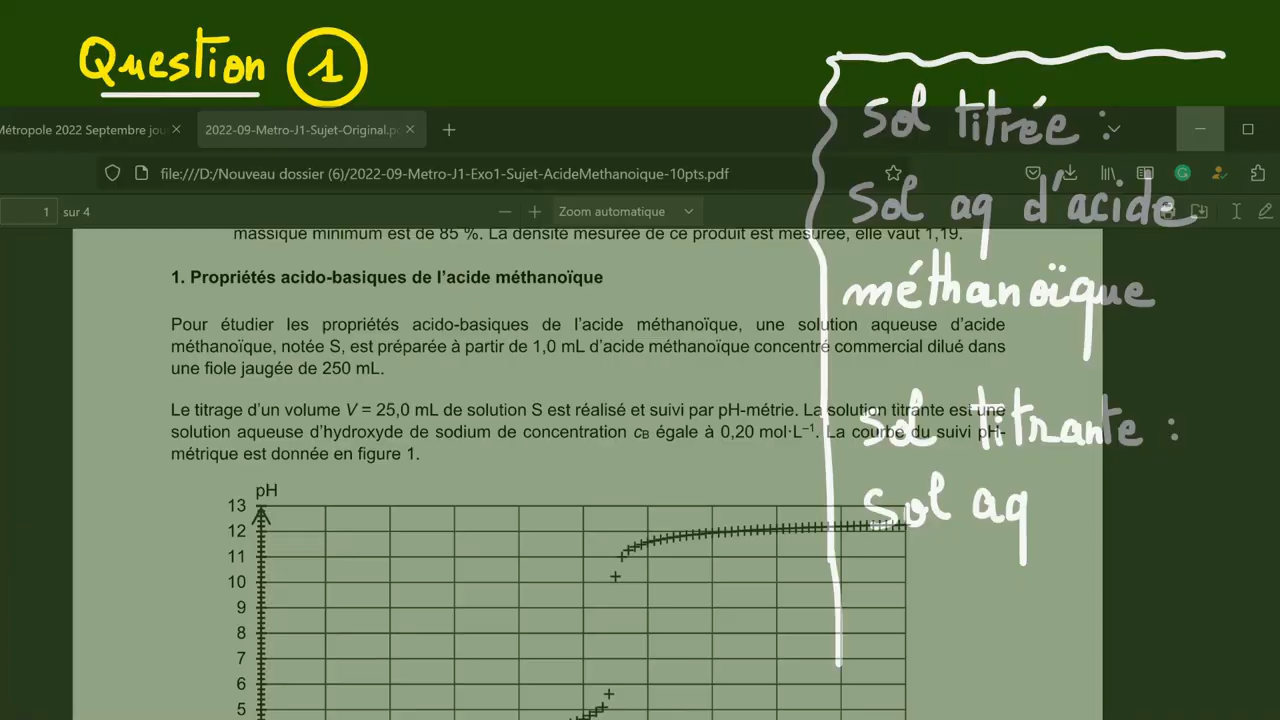 Question 1
Métropole 2022 Septembre jou
2022-09-Metro-J1-Sujet-Original.pc
file:///D:/Nouveau dossier (6)/2022-09-Metro-J1-Exo1-Sujet-AcideMethanoique-10pts.pdf
1 sur 4
Zoom automatique
massique minimum est de 85 %. La densité mesurée de ce produit est mesurée, elle vaut 1,19.
1. Propriétés acido-basiques de l'acide méthanoïque
Pour étudier les propriétés acido-basiques de l'acide méthanoïque, une solution aqueuse d'acide
méthanoïque, notée S, est préparée à partir de 1,0 mL d'acide méthanoïque concentré commercial dilué dans
une fiole jaugée de 250 mL.
Le titrage d'un volume V = 25,0 mL de solution S est réalisé et suivi par pH-métrie. La solution titrante est une
solution aqueuse d'hydroxyde de sodium de concentration cB égale à 0,20 mol·L⁻¹. La courbe du suivi pH-
métrique est donnée en figure 1.
pH
13
12
11
10
9
8
7
6
5
sol titrée :
sol aq d'acide
méthanoïque
sol titrante :
sol aq